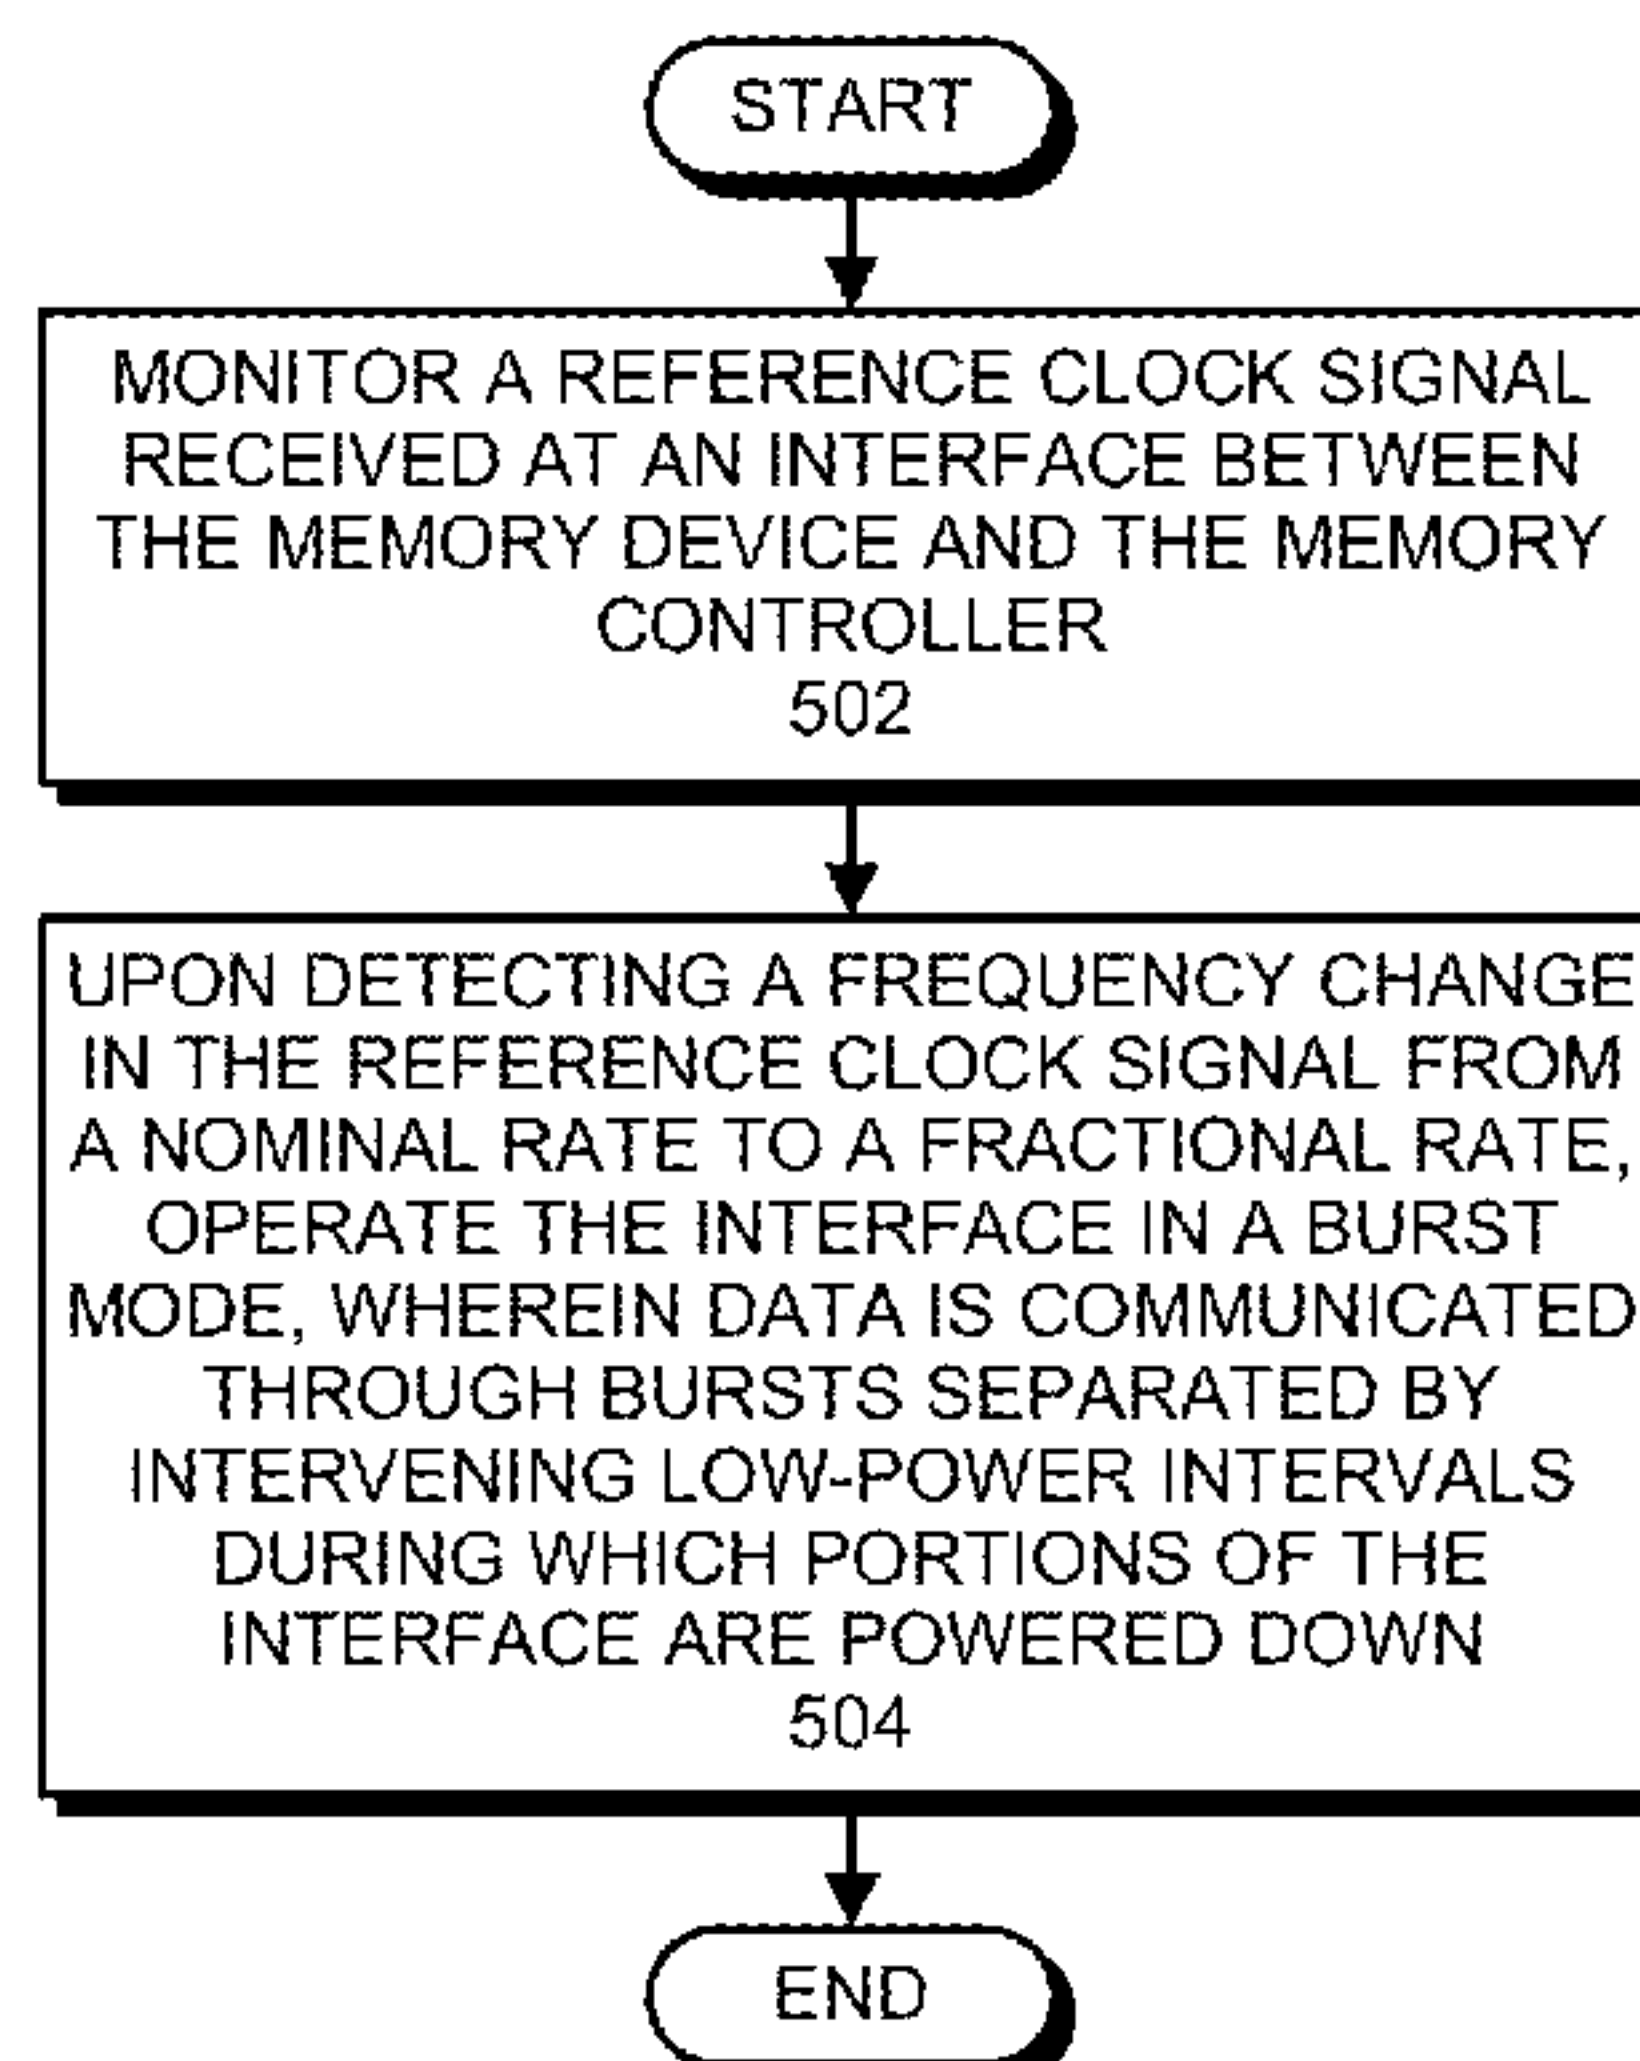 START
MONITOR A REFERENCE CLOCK SIGNAL
RECEIVED AT AN INTERFACE BETWEEN
THE MEMORY DEVICE AND THE MEMORY
CONTROLLER
502
UPON DETECTING A FREQUENCY CHANGE
IN THE REFERENCE CLOCK SIGNAL FROM
A NOMINAL RATE TO A FRACTIONAL RATE,
OPERATE THE INTERFACE IN A BURST
MODE, WHEREIN DATA IS COMMUNICATED
THROUGH BURSTS SEPARATED BY
INTERVENING LOW-POWER INTERVALS
DURING WHICH PORTIONS OF THE
INTERFACE ARE POWERED DOWN
504
END